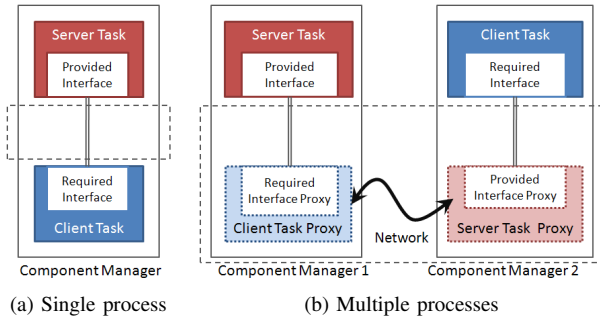 Server Task
Provided
Interface
Required
Interface
Client Task
Component Manager
(a) Single process
Server Task
Provided
Interface
Required
Interface Proxy
Client Task Proxy
Component Manager 1
Network
Client Task
Required
Interface
Provided
Interface Proxy
Server Task Proxy
Component Manager 2
(b) Multiple processes